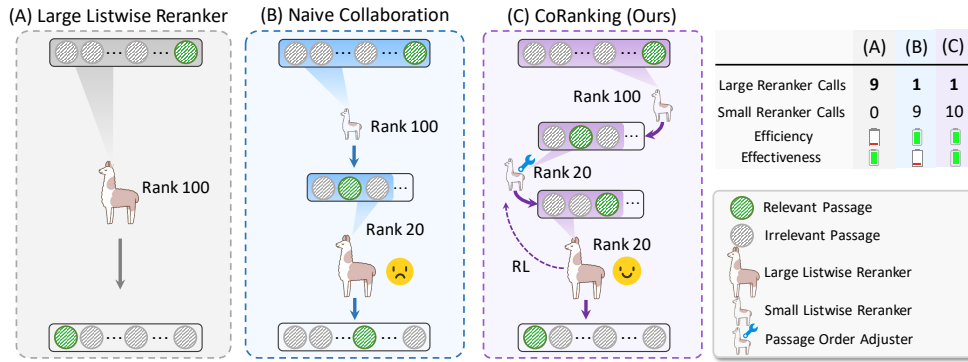 (A) Large Listwise Reranker
(B) Naive Collaboration
(C) CoRanking (Ours)
Rank 100
Rank 100
Rank 20
Rank 100
Rank 20
Rank 20
RL
(A) (B) (C)
Large Reranker Calls 9 1 1
Small Reranker Calls 0 9 10
Efficiency
Effectiveness
Relevant Passage
Irrelevant Passage
Large Listwise Reranker
Small Listwise Reranker
Passage Order Adjuster